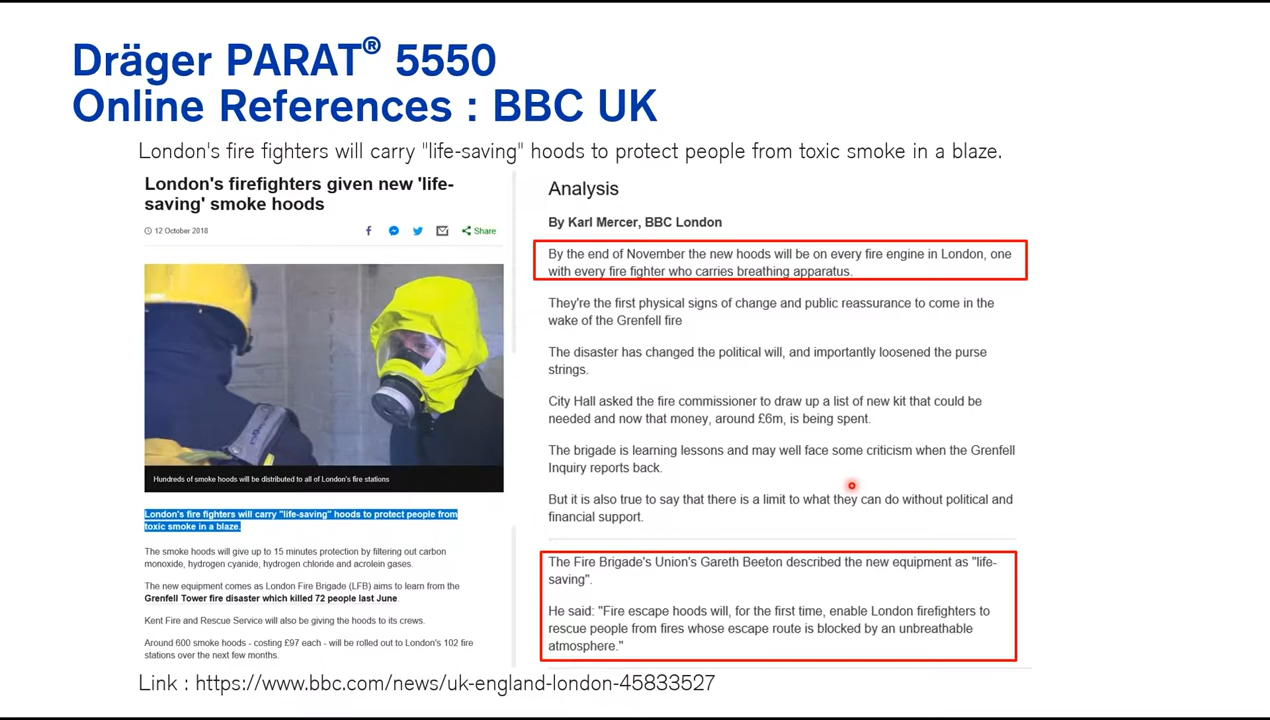 Dräger PARAT® 5550
Online References : BBC UK
London's fire fighters will carry "life-saving" hoods to protect people from toxic smoke in a blaze.
London's firefighters given new 'life-
saving' smoke hoods
12 October 2018
Share
Hundreds of smoke hoods will be distributed to all of London's fire stations
London's fire fighters will carry "life-saving" hoods to protect people from
toxic smoke in a blaze.
The smoke hoods will give up to 15 minutes protection by filtering out carbon
monoxide, hydrogen cyanide, hydrogen chloride and acrolein gases.
The new equipment comes as London Fire Brigade (LFB) aims to learn from the
Grenfell Tower fire disaster which killed 72 people last June.
Kent Fire and Rescue Service will also be giving the hoods to its crews.
Around 600 smoke hoods - costing £97 each - will be rolled out to London's 102 fire
stations over the next few months.
Analysis
By Karl Mercer, BBC London
By the end of November the new hoods will be on every fire engine in London, one
with every fire fighter who carries breathing apparatus.
They're the first physical signs of change and public reassurance to come in the
wake of the Grenfell fire
The disaster has changed the political will, and importantly loosened the purse
strings.
City Hall asked the fire commissioner to draw up a list of new kit that could be
needed and now that money, around £6m, is being spent.
The brigade is learning lessons and may well face some criticism when the Grenfell
Inquiry reports back.
But it is also true to say that there is a limit to what they can do without political and
financial support.
The Fire Brigade's Union's Gareth Beeton described the new equipment as "life-
saving".
He said: "Fire escape hoods will, for the first time, enable London firefighters to
rescue people from fires whose escape route is blocked by an unbreathable
atmosphere."
Link : https://www.bbc.com/news/uk-england-london-45833527